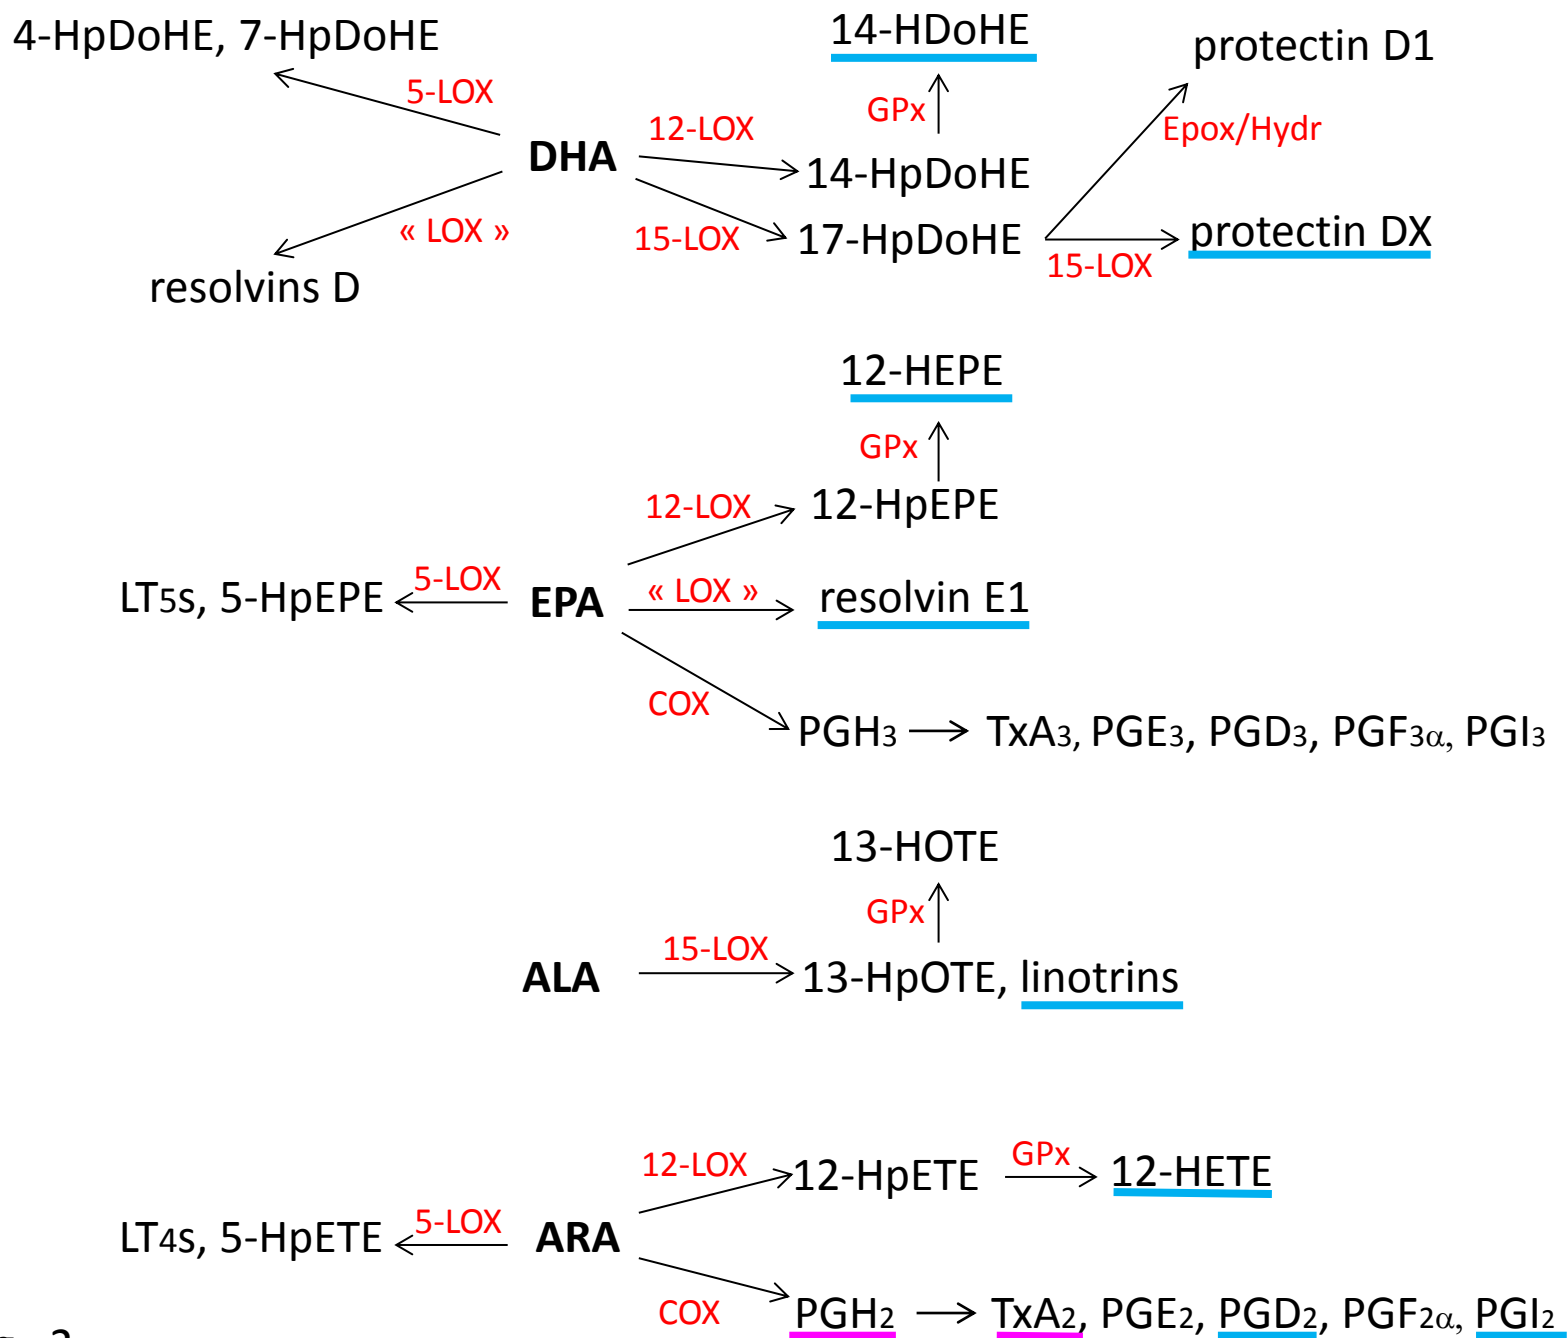 4-HpDoHE, 7-HpDoHE
14-HDoHE
protectin D1
5-LOX
GPx
12-LOX
Epox/Hydr
DHA
14-HpDoHE
« LOX »
15-LOX
17-HpDoHE
protectin DX
15-LOX
resolvins D
12-HEPE
GPx
12-LOX
12-HpEPE
LT5s, 5-HpEPE
5-LOX
EPA
« LOX »
resolvin E1
COX
PGH3
TxA3, PGE3, PGD3, PGF3α, PGI3
13-HOTE
GPx
15-LOX
ALA
13-HpOTE, linotrins
12-LOX
12-HpETE
GPx
12-HETE
LT4s, 5-HpETE
5-LOX
ARA
COX
PGH2
TxA2, PGE2, PGD2, PGF2α, PGI2